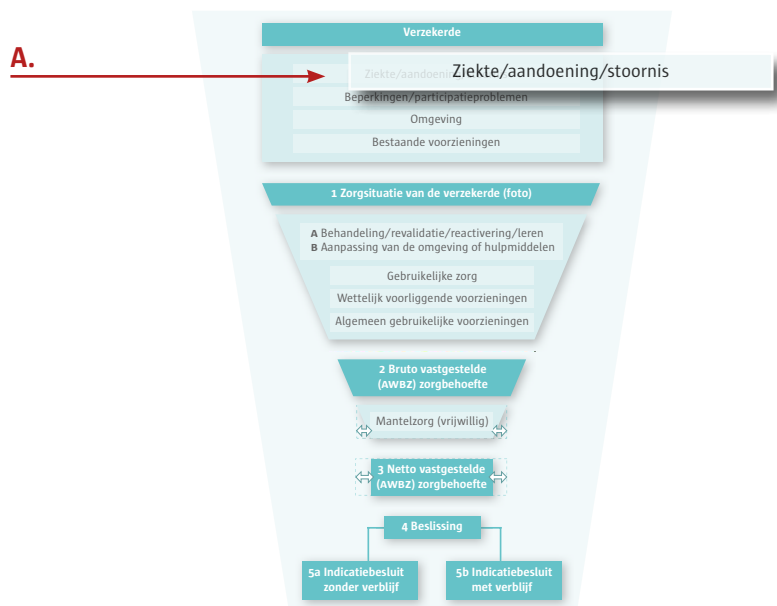 Verzekerde
A.
Ziekte/aandoening/stoornis
Ziekte/aandoening
Beperkingen/participatieproblemen
Omgeving
Bestaande voorzieningen
1 Zorgsituatie van de verzekerde (foto)
A Behandeling/revalidatie/reactivering/leren
B Aanpassing van de omgeving of hulpmiddelen
Gebruikelijke zorg
Wettelijk voorliggende voorzieningen
Algemeen gebruikelijke voorzieningen
2 Bruto vastgestelde
(AWBZ) zorgbehoefte
Mantelzorg (vrijwillig)
3 Netto vastgestelde
(AWBZ) zorgbehoefte
4 Beslissing
5a Indicatiebesluit
zonder verblijf
5b Indicatiebesluit
met verblijf